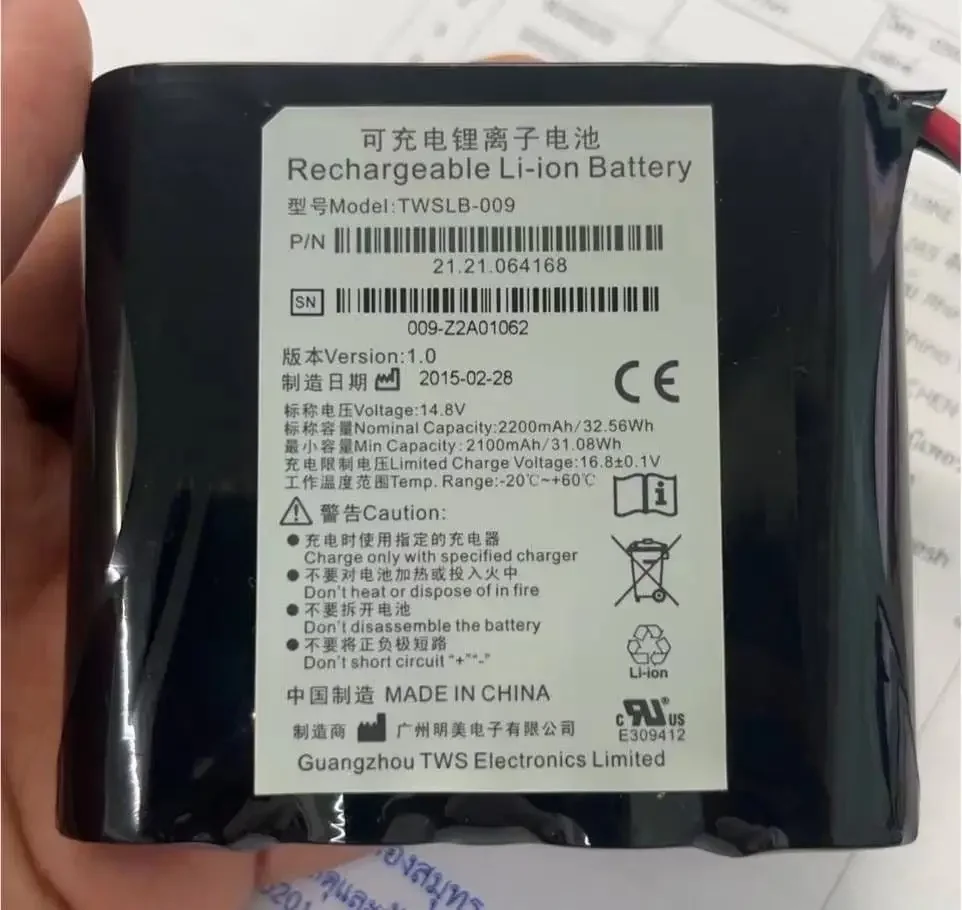 可充电锂离子电池
Rechargeable Li-ion Battery
型号Model:TWSLB-009
P/N
21.21.064168
SN
009-Z2A01062
版本Version:1.0
制造日期 2015-02-28
CE
标称电压Voltage:14.8V
标称容量Nominal Capacity:2200mAh/32.56Wh
最小容量Min Capacity:2100mAh/31.08Wh
充电限制电压Limited Charge Voltage:16.8±0.1V
工作温度范围Temp. Range:-20℃~+60℃
警告Caution:
● 充电时使用指定的充电器
Charge only with specified charger
● 不要对电池加热或投入火中
Don't heat or dispose of in fire
● 不要拆开电池
Don't disassemble the battery
● 不要将正负极短路
Don't short circuit "+""-"
Li-ion
中国制造 MADE IN CHINA
制造商 广州明美电子有限公司
c RU® US
E309412
Guangzhou TWS Electronics Limited